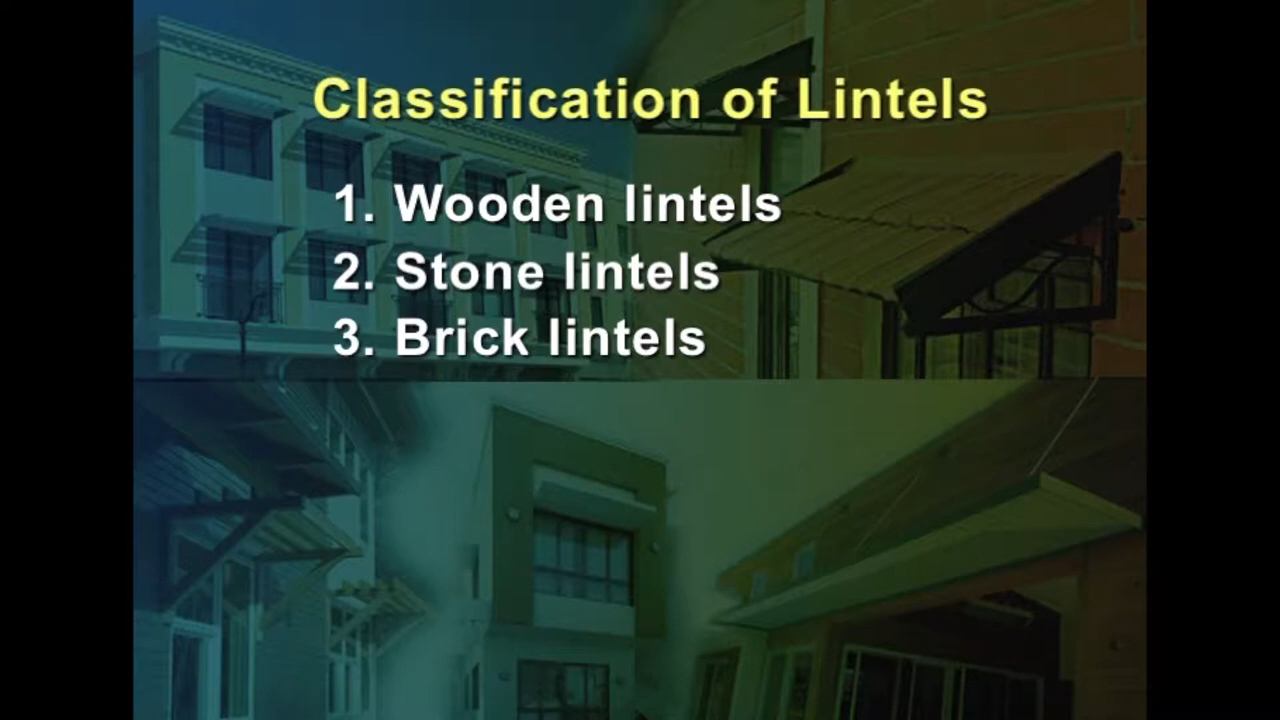 Classification of Lintels
1. Wooden lintels
2. Stone lintels
3. Brick lintels